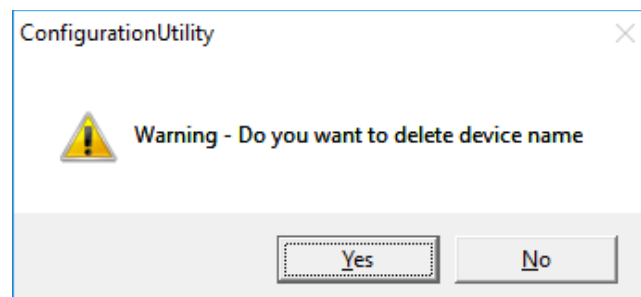 ConfigurationUtility
Warning - Do you want to delete device name
Yes
No